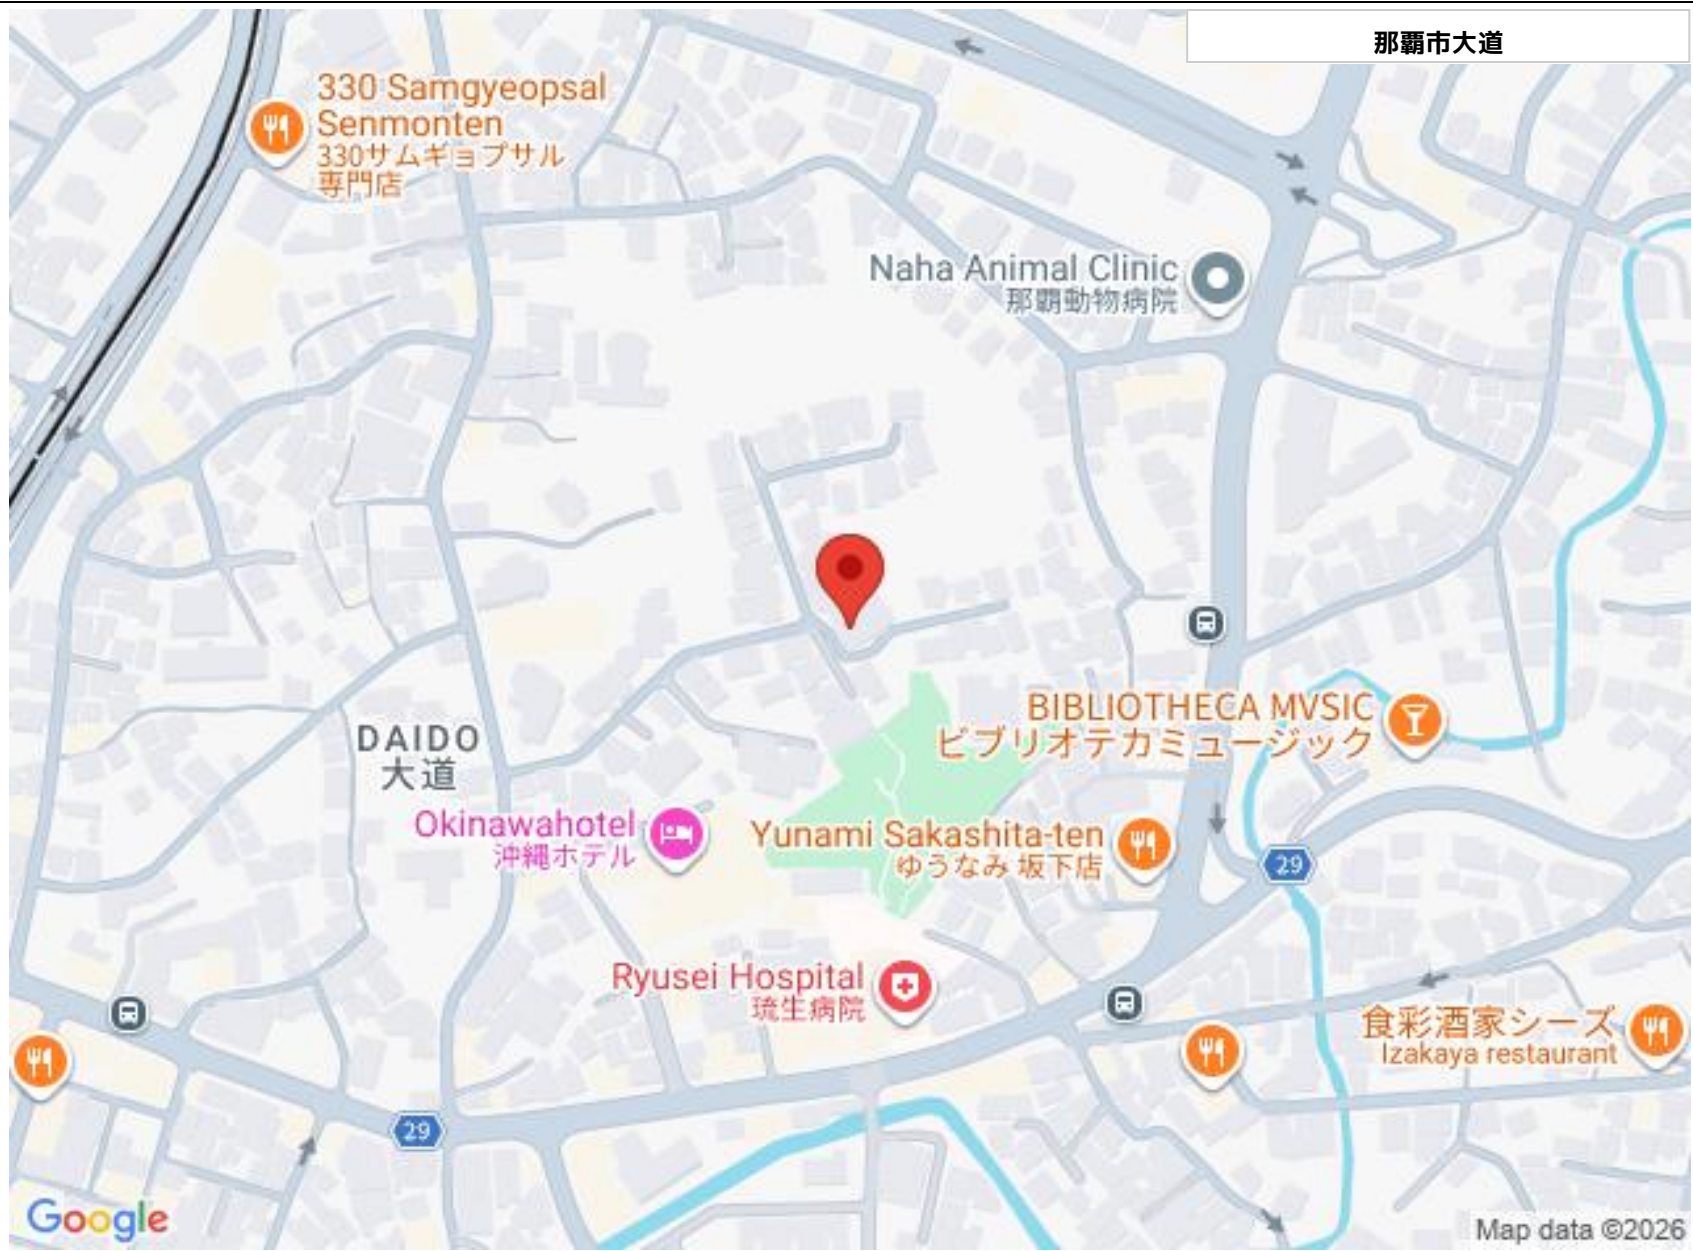 那覇市大道
330 Samgyeopsal
Senmonten
330サムギョプサル
専門店
Naha Animal Clinic
那覇動物病院
BIBLIOTHECA MVSIC
ビブリオテカミュージック
DAIDO
大道
Okinawahotel
沖縄ホテル
Yunami Sakashita-ten
ゆうなみ 坂下店
29
Ryusei Hospital
琉生病院
食彩酒家シーズ
Izakaya restaurant
29
Google
Map data ©2026